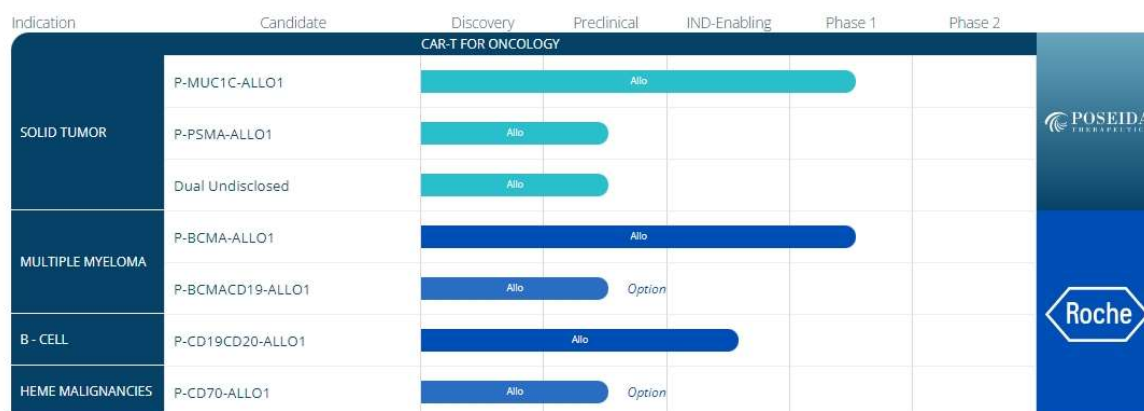 Indication Candidate Discovery Preclinical IND-Enabling Phase 1 Phase 2
CAR-T FOR ONCOLOGY
SOLID TUMOR
P-MUC1C-ALLO1 Allo
P-PSMA-ALLO1 Allo
Dual Undisclosed Allo
POSEIDA
THERAPEUTIC
MULTIPLE MYELOMA
P-BCMA-ALLO1 Allo
P-BCMACD19-ALLO1 Allo Option
B - CELL
P-CD19CD20-ALLO1 Allo
HEME MALIGNANCIES
P-CD70-ALLO1 Allo Option
Roche